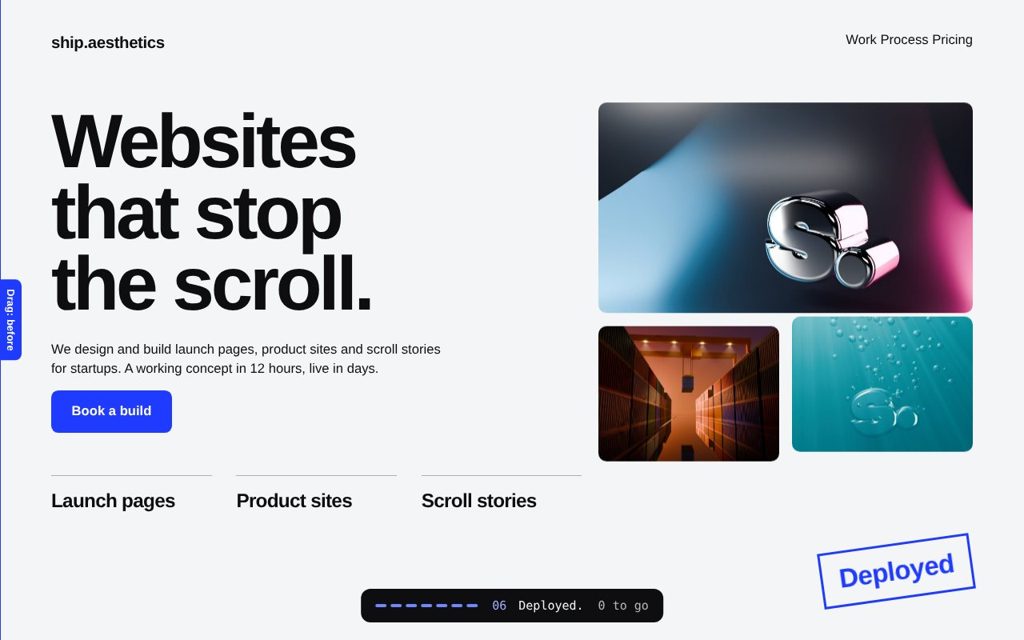 ship.aesthetics
Work Process Pricing
Websites
that stop
the scroll.
We design and build launch pages, product sites and scroll stories
for startups. A working concept in 12 hours, live in days.
Book a build
Drag: before
S.
So
Launch pages
Product sites
Scroll stories
Deployed
06 Deployed. 0 to go